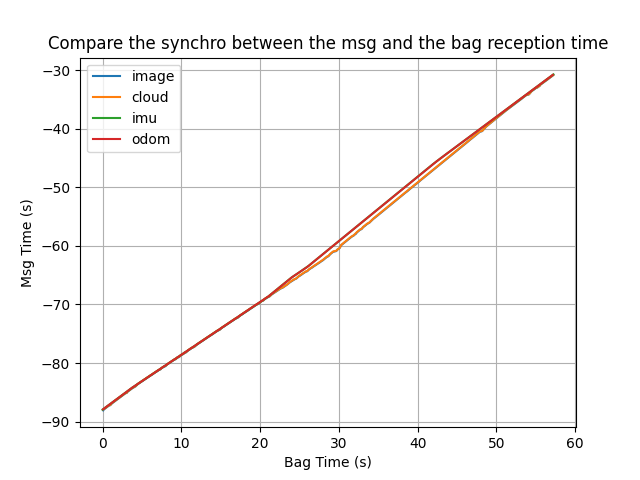 Compare the synchro between the msg and the bag reception time
image
cloud
imu
odom
−30
−40
−50
−60
−70
−80
−90
Msg Time (s)
0 10 20 30 40 50 60
Bag Time (s)